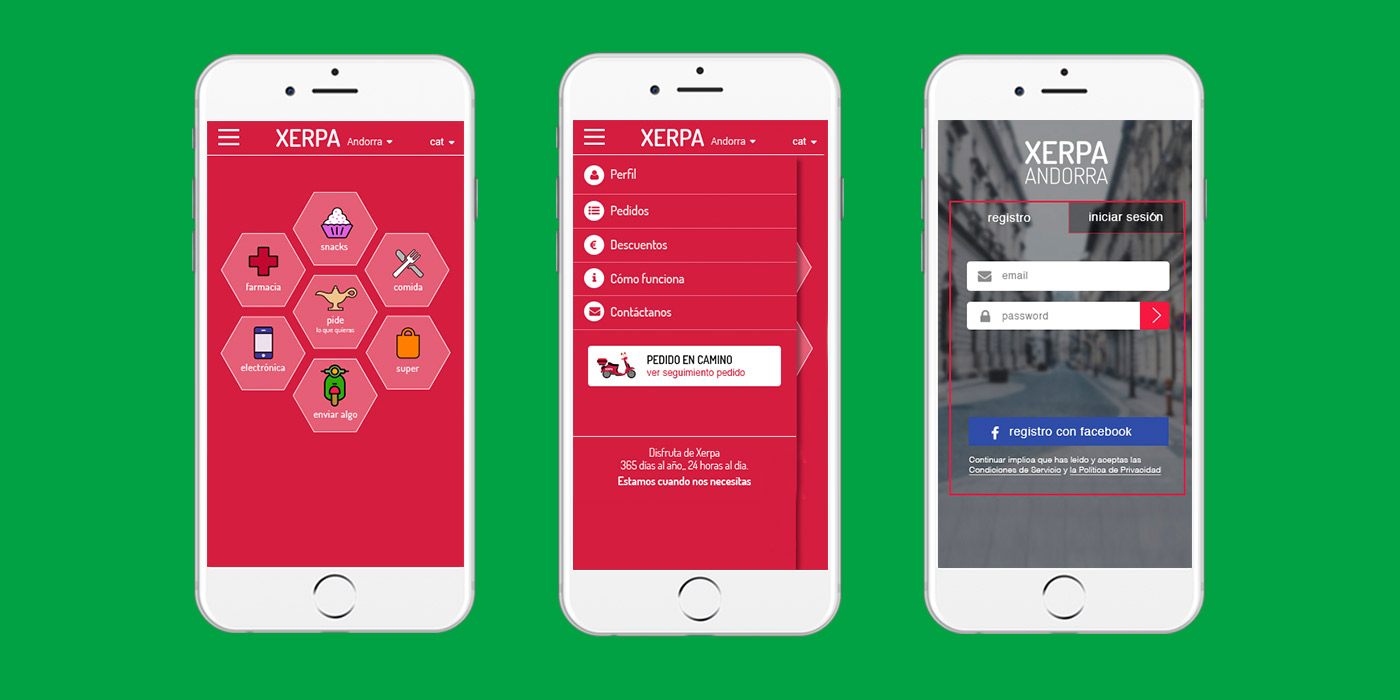 XERPA Andorra
cat
snacks
farmacia
comida
pide
lo que quieras
electrónica
super
enviar algo
XERPA Andorra
cat
Perfil
Pedidos
Descuentos
Cómo funciona
Contáctanos
PEDIDO EN CAMINO
ver seguimiento pedido
Disfruta de Xerpa
365 días al año_ 24 horas al día.
Estamos cuando nos necesitas
XERPA
ANDORRA
registro
iniciar sesión
email
password
registro con facebook
Continuar implica que has leído y aceptas las
Condiciones de Servicio y la Política de Privacidad